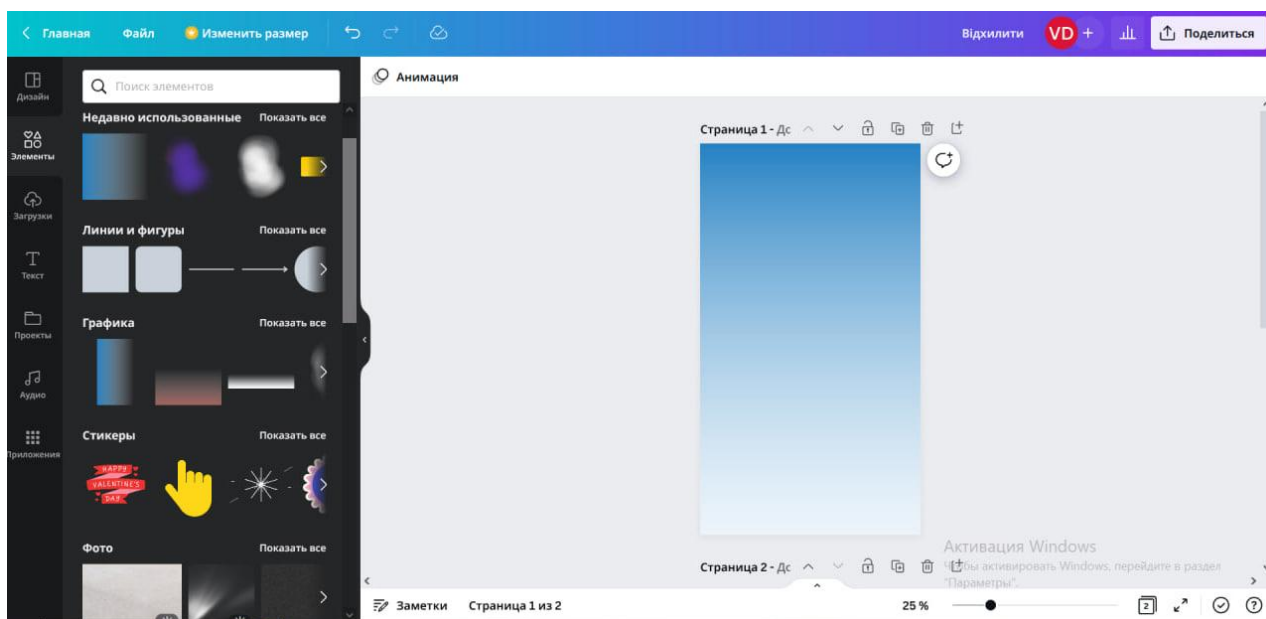 Главная Файл Изменить размер Відхилити VD + Поделиться
Дизайн
Элементы
Загрузки
Текст
Проекты
Аудио
Приложения
Поиск элементов
Недавно использованные Показать все
Линии и фигуры Показать все
Графика Показать все
Стикеры Показать все
HAPPY
VALENTINE'S
DAY
Фото Показать все
Анимация
Страница 1 - Дс
Страница 2 - Дс
Активация Windows
Чтобы активировать Windows, перейдите в раздел
"Параметры".
Заметки Страница 1 из 2 25 % 2